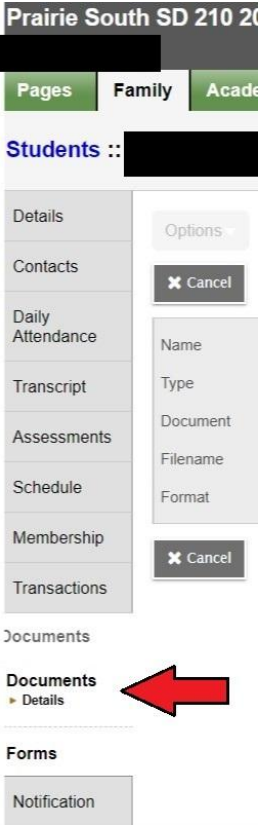 Prairie South SD 210 20
Pages Family Acade
Students ::
Details
Options
Contacts
✖ Cancel
Daily
Attendance
Name
Transcript
Type
Document
Assessments
Filename
Schedule
Format
Membership
✖ Cancel
Transactions
Documents
Documents
▸ Details
Forms
Notification